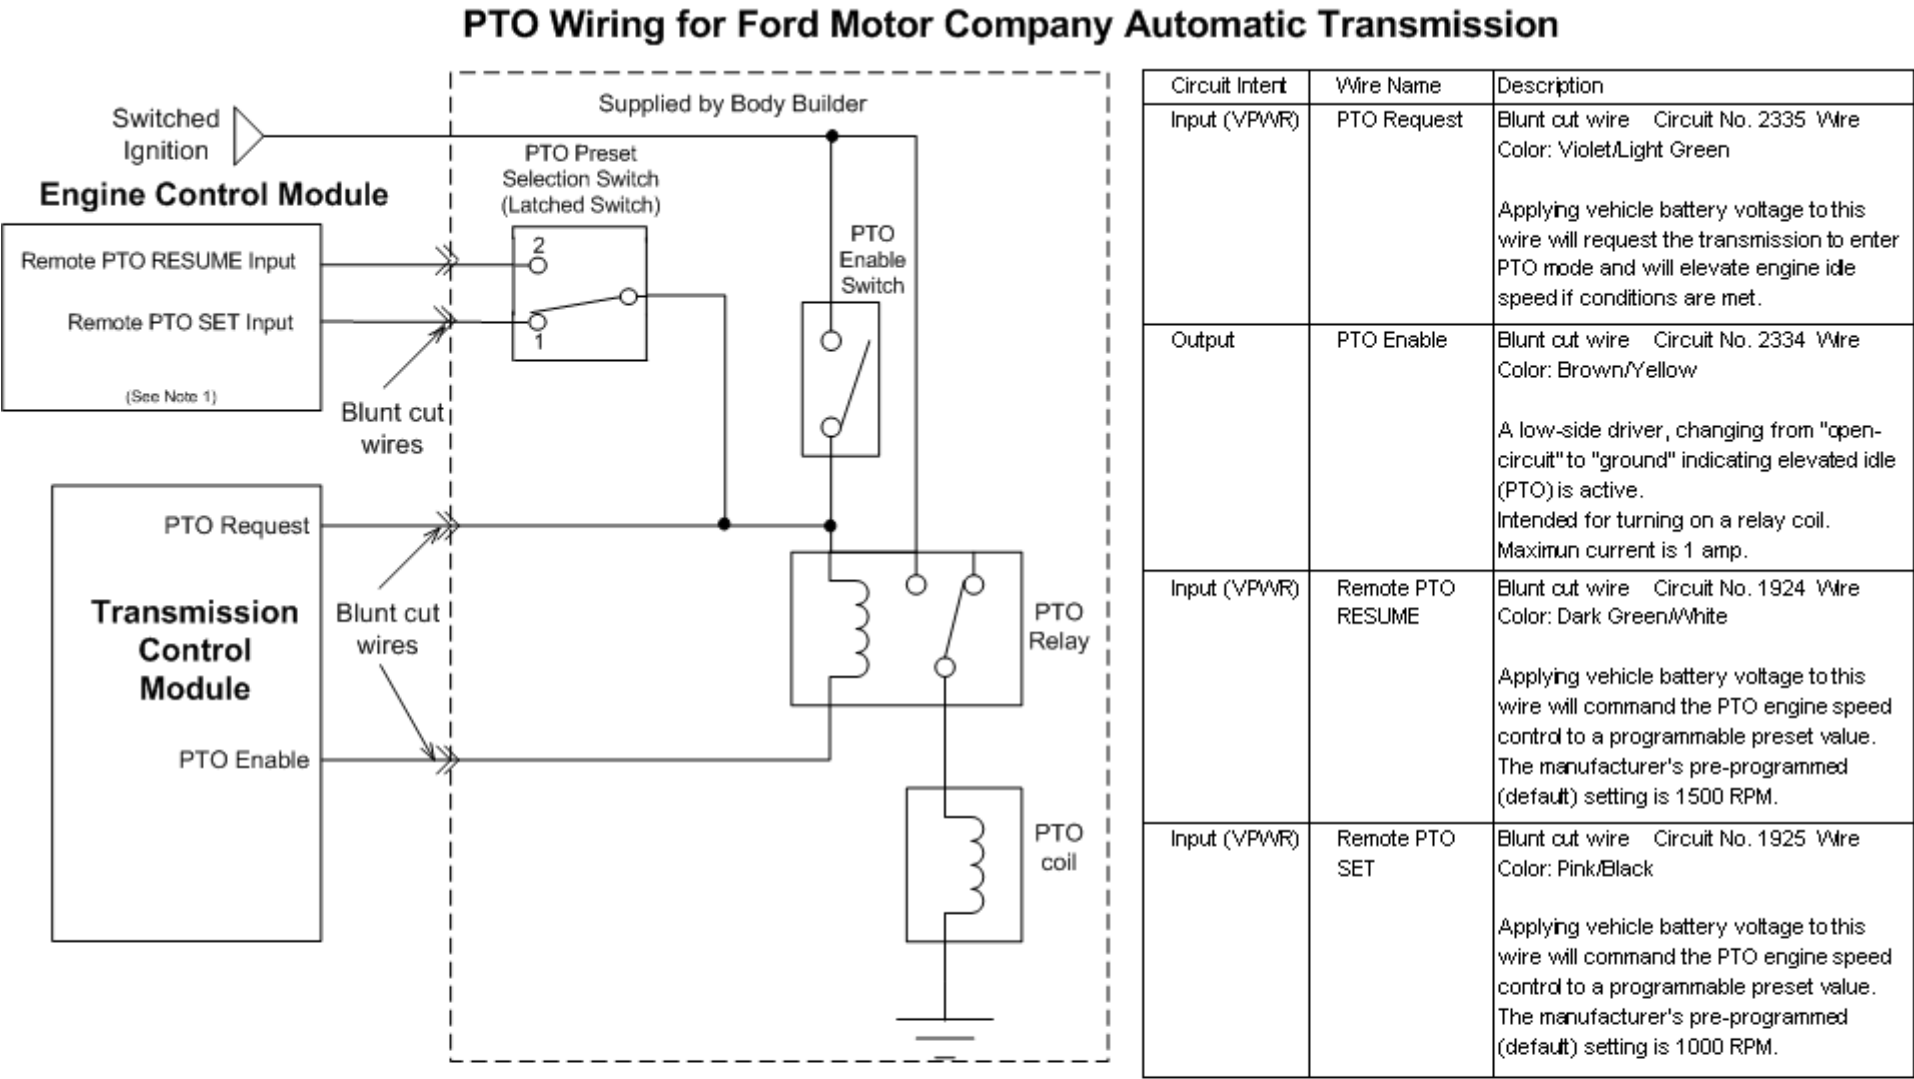 PTO Wiring for Ford Motor Company Automatic Transmission
Supplied by Body Builder
Switched
Ignition
PTO Preset
Selection Switch
(Latched Switch)
Engine Control Module
Remote PTO RESUME Input
Remote PTO SET Input
(See Note 1)
2
1
PTO
Enable
Switch
Blunt cut
wires
PTO Request
Transmission
Control
Module
PTO Enable
Blunt cut
wires
PTO
Relay
PTO
coil
Circuit Intent Wire Name Description
Input (VPWR) PTO Request Blunt cut wire Circuit No. 2335 Wire
Color: Violet/Light Green
Applying vehicle battery voltage to this
wire will request the transmission to enter
PTO mode and will elevate engine idle
speed if conditions are met.
Output PTO Enable Blunt cut wire Circuit No. 2334 Wire
Color: Brown/Yellow
A low-side driver, changing from "open-
circuit" to "ground" indicating elevated idle
(PTO) is active.
Intended for turning on a relay coil.
Maximun current is 1 amp.
Input (VPWR) Remote PTO Blunt cut wire Circuit No. 1924 Wire
RESUME Color: Dark Green/White
Applying vehicle battery voltage to this
wire will command the PTO engine speed
control to a programmable preset value.
The manufacturer's pre-programmed
(default) setting is 1500 RPM.
Input (VPWR) Remote PTO Blunt cut wire Circuit No. 1925 Wire
SET Color: Pink/Black
Applying vehicle battery voltage to this
wire will command the PTO engine speed
control to a programmable preset value.
The manufacturer's pre-programmed
(default) setting is 1000 RPM.